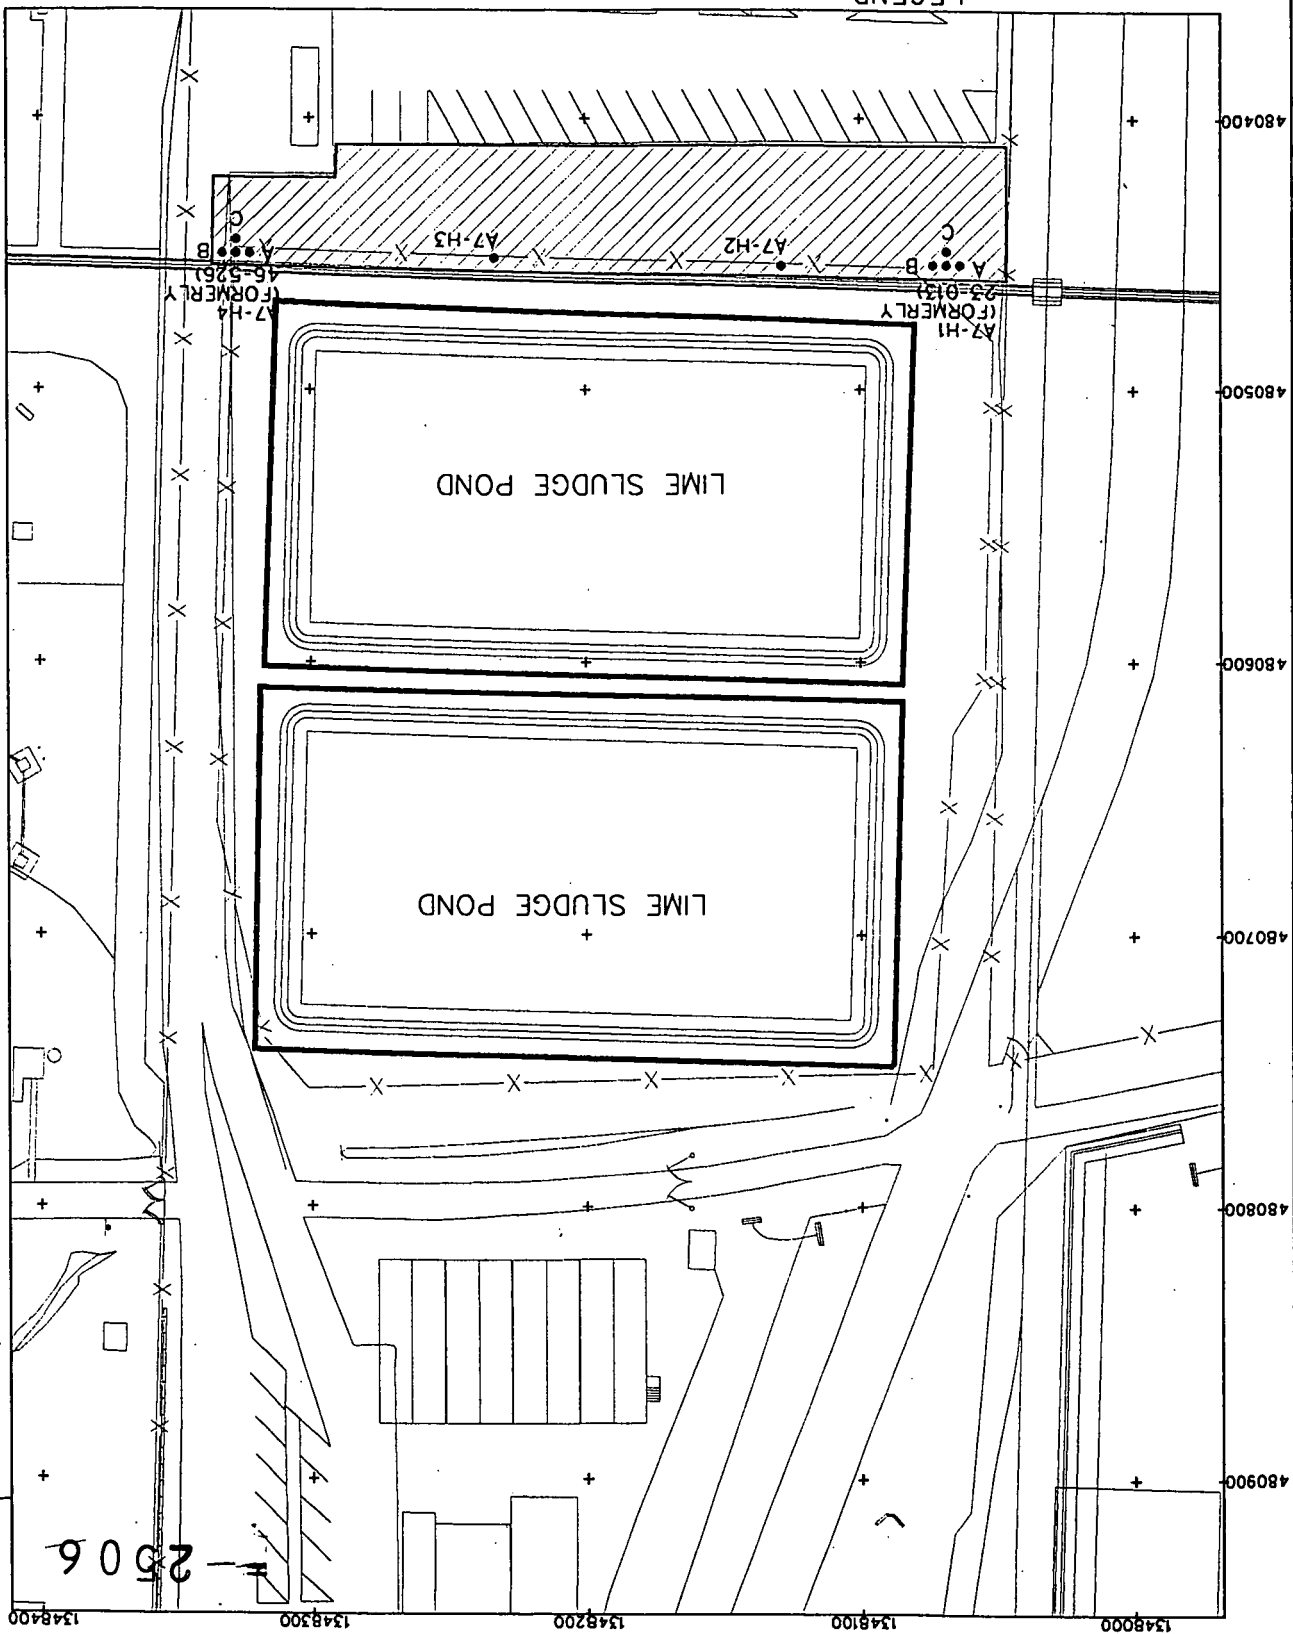 1348000
1348100
1348200
1348300
1348400
2506
480900
480800
480700
480600
480500
480400
LIME SLUDGE POND
LIME SLUDGE POND
A7-H1
(FORMERLY
23-013)
A
B
C
A7-H2
A7-H3
A7-H4
(FORMERLY
46-526)
A
B
C
LEGEND